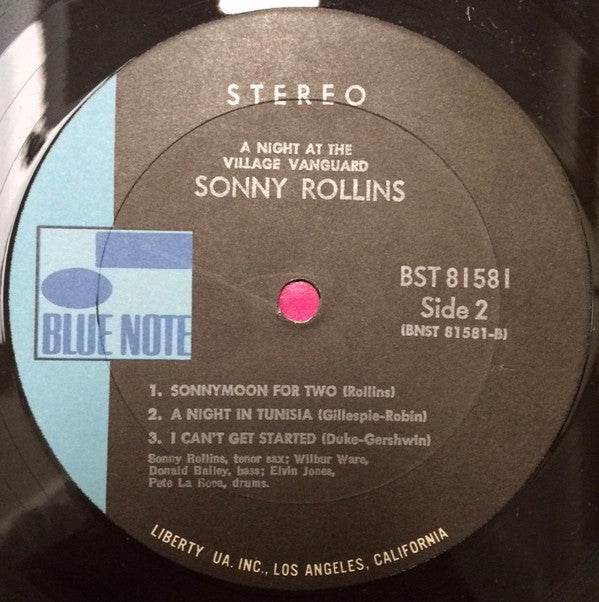 STEREO
A NIGHT AT THE
VILLAGE VANGUARD
SONNY ROLLINS
BST 81581
Side 2
(BNST 81581-B)
BLUE NOTE
1. SONNYMOON FOR TWO (Rollins)
2. A NIGHT IN TUNISIA (Gillespie-Robin)
3. I CAN'T GET STARTED (Duke-Gershwin)
Sonny Rollins, tenor sax; Wilbur Ware,
Donald Bailey, bass; Elvin Jones,
Pete La Roca, drums.
LIBERTY UA. INC., LOS ANGELES, CALIFORNIA